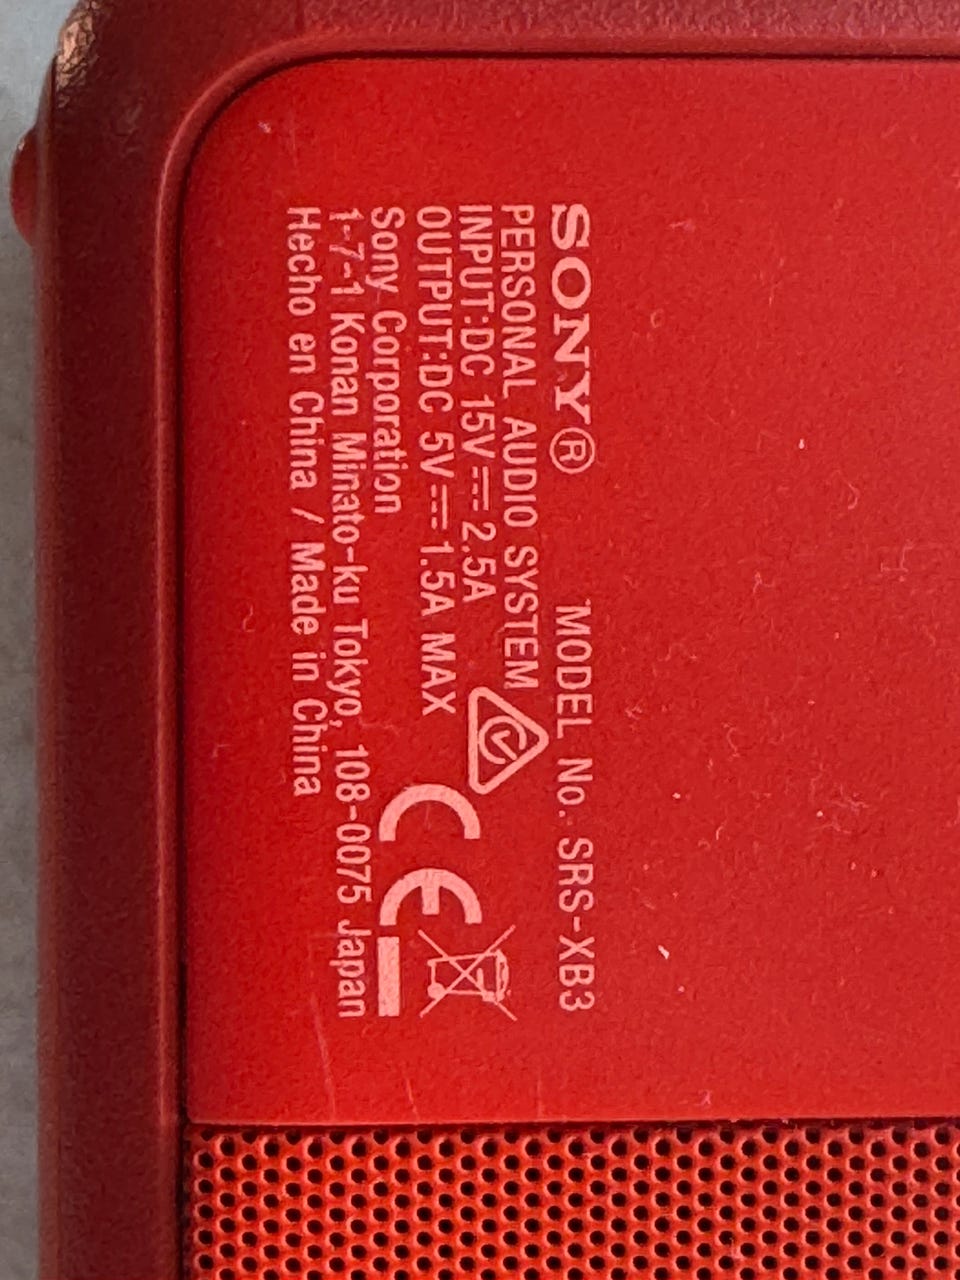 SONY® MODEL No. SRS-XB3
PERSONAL AUDIO SYSTEM
INPUT:DC 15V⎓2.5A
OUTPUT:DC 5V⎓1.5A MAX
Sony Corporation
1-7-1 Konan Minato-ku Tokyo, 108-0075 Japan
Hecho en China / Made in China
CE